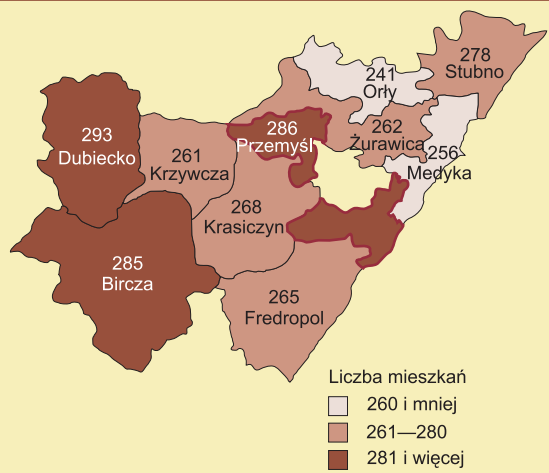 278
Stubno
241
Orły
293
Dubiecko
286
Przemyśl
262
Żurawica
261
Krzywcza
256
Medyka
268
Krasiczyn
285
Bircza
265
Fredropol
Liczba mieszkań
260 i mniej
261—280
281 i więcej